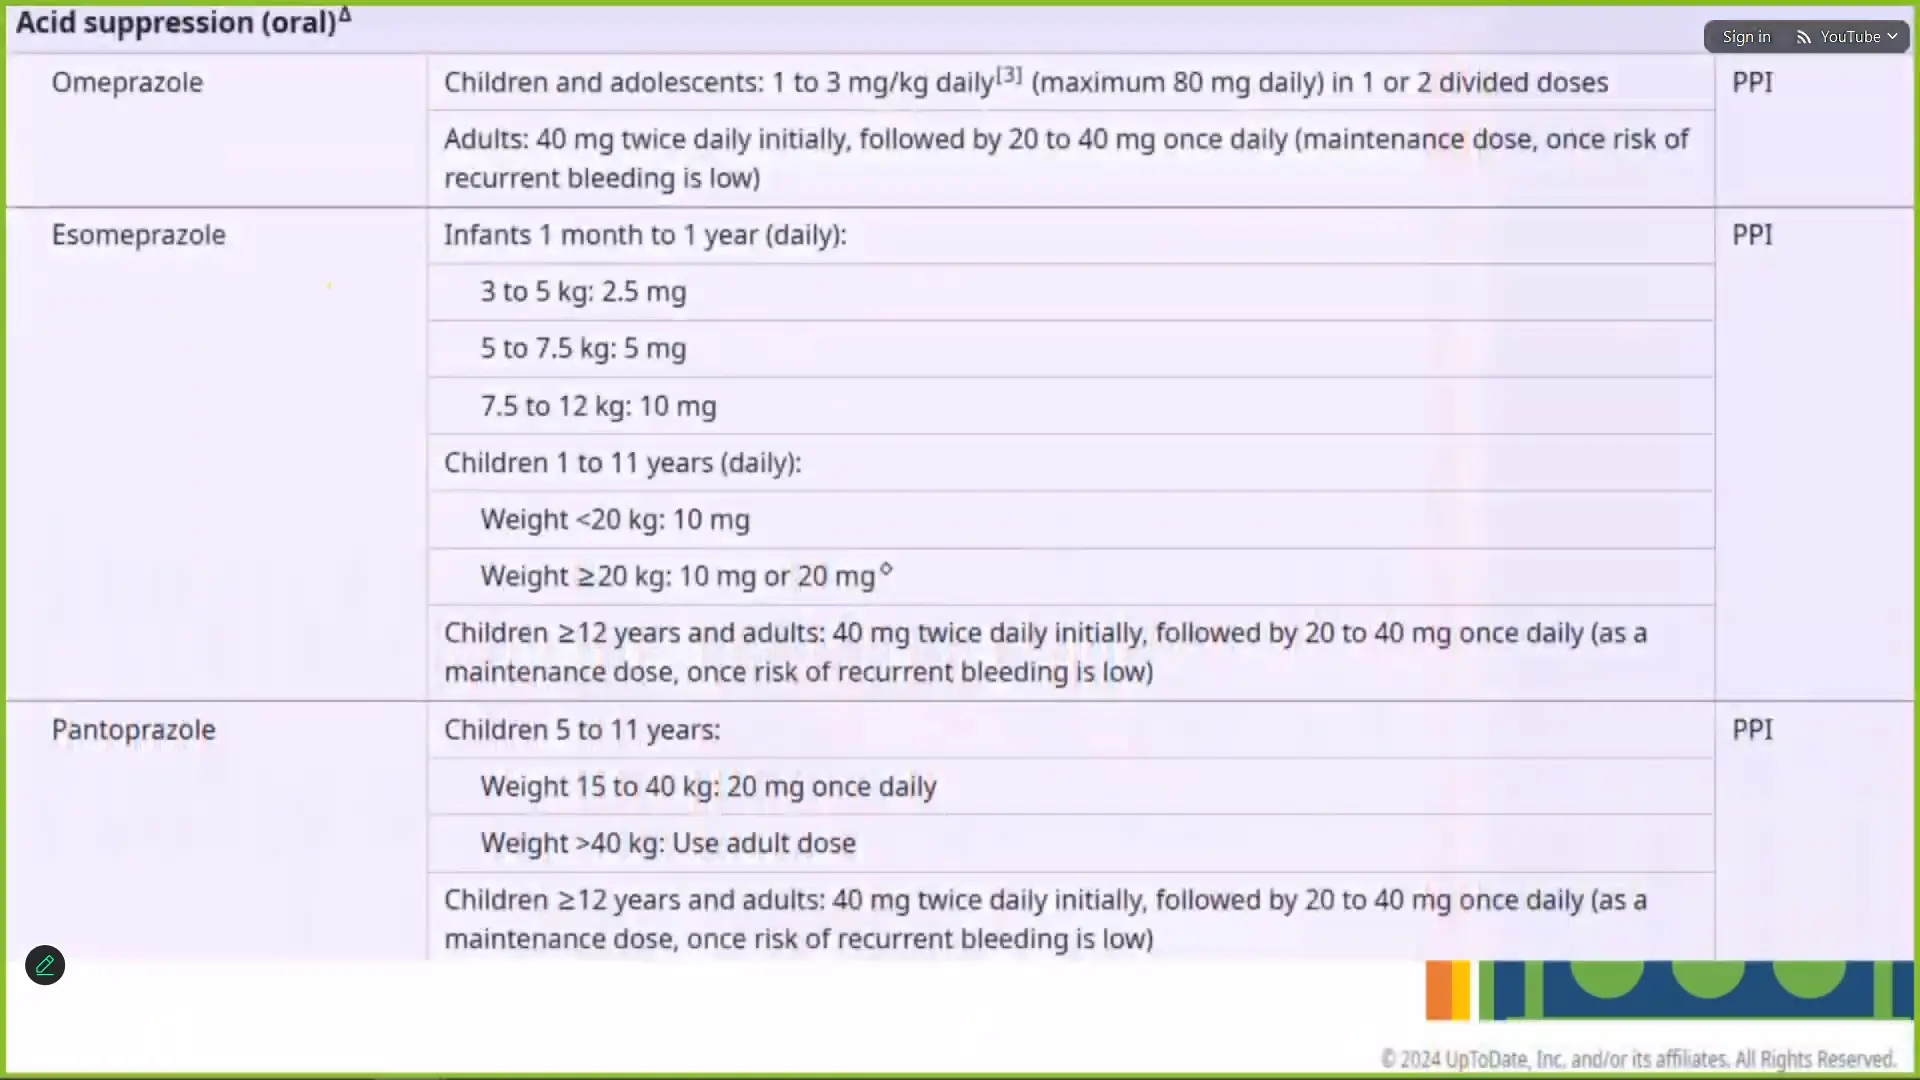 Acid suppression (oral)Δ
Sign in YouTube
Omeprazole
Children and adolescents: 1 to 3 mg/kg daily[3] (maximum 80 mg daily) in 1 or 2 divided doses
PPI
Adults: 40 mg twice daily initially, followed by 20 to 40 mg once daily (maintenance dose, once risk of
recurrent bleeding is low)
Esomeprazole
Infants 1 month to 1 year (daily):
PPI
3 to 5 kg: 2.5 mg
5 to 7.5 kg: 5 mg
7.5 to 12 kg: 10 mg
Children 1 to 11 years (daily):
Weight <20 kg: 10 mg
Weight ≥20 kg: 10 mg or 20 mg◊
Children ≥12 years and adults: 40 mg twice daily initially, followed by 20 to 40 mg once daily (as a
maintenance dose, once risk of recurrent bleeding is low)
Pantoprazole
Children 5 to 11 years:
PPI
Weight 15 to 40 kg: 20 mg once daily
Weight >40 kg: Use adult dose
Children ≥12 years and adults: 40 mg twice daily initially, followed by 20 to 40 mg once daily (as a
maintenance dose, once risk of recurrent bleeding is low)
© 2024 UpToDate, Inc. and/or its affiliates. All Rights Reserved.